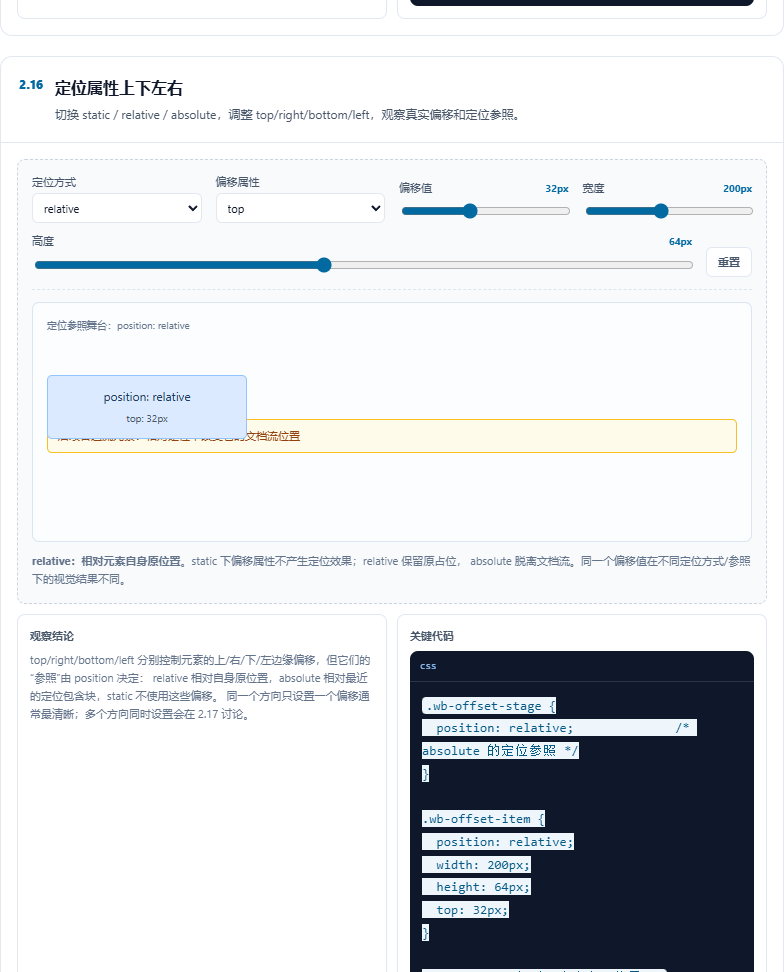 2.16 定位属性上下左右
切换 static / relative / absolute，调整 top/right/bottom/left，观察真实偏移和定位参照。
定位方式
relative
偏移属性
top
偏移值 32px
宽度 200px
高度 64px
重置
定位参照舞台：position: relative
position: relative
top: 32px
文档流位置
relative：相对元素自身原位置。static 下偏移属性不产生定位效果；relative 保留原占位， absolute 脱离文档流。同一个偏移值在不同定位方式/参照
下的视觉结果不同。
观察结论
top/right/bottom/left 分别控制元素的上/右/下/左边缘偏移，但它们的
"参照"由 position 决定： relative 相对自身原位置，absolute 相对最近
的定位包含块，static 不使用这些偏移。 同一个方向只设置一个偏移通
常最清晰；多个方向同时设置会在 2.17 讨论。
关键代码
css
.wb-offset-stage {
position: relative; /*
absolute 的定位参照 */
}
.wb-offset-item {
position: relative;
width: 200px;
height: 64px;
top: 32px;
}